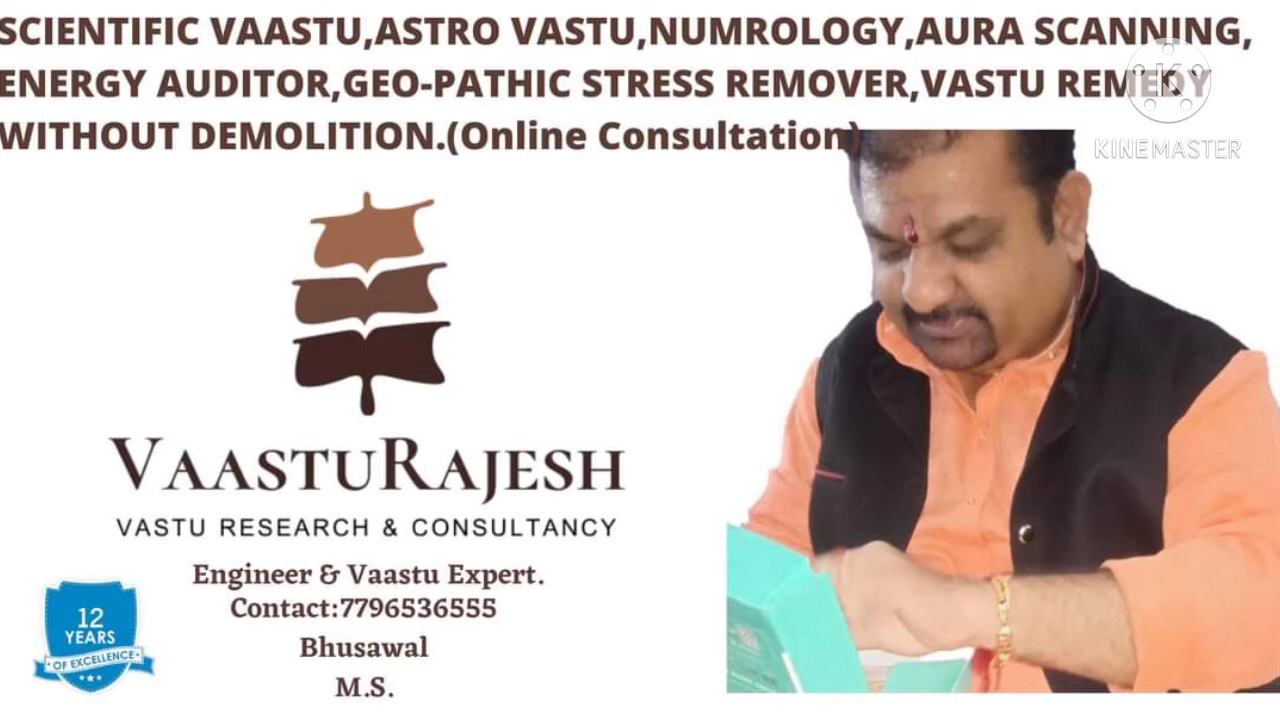 SCIENTIFIC VAASTU,ASTRO VASTU,NUMROLOGY,AURA SCANNING,
ENERGY AUDITOR,GEO-PATHIC STRESS REMOVER,VASTU REMEDY
WITHOUT DEMOLITION.(Online Consultation)
K
KINEMASTER
VAASTURAJESH
VASTU RESEARCH & CONSULTANCY
Engineer & Vaastu Expert.
Contact:7796536555
Bhusawal
M.S.
12
YEARS
OF EXCELLENCE